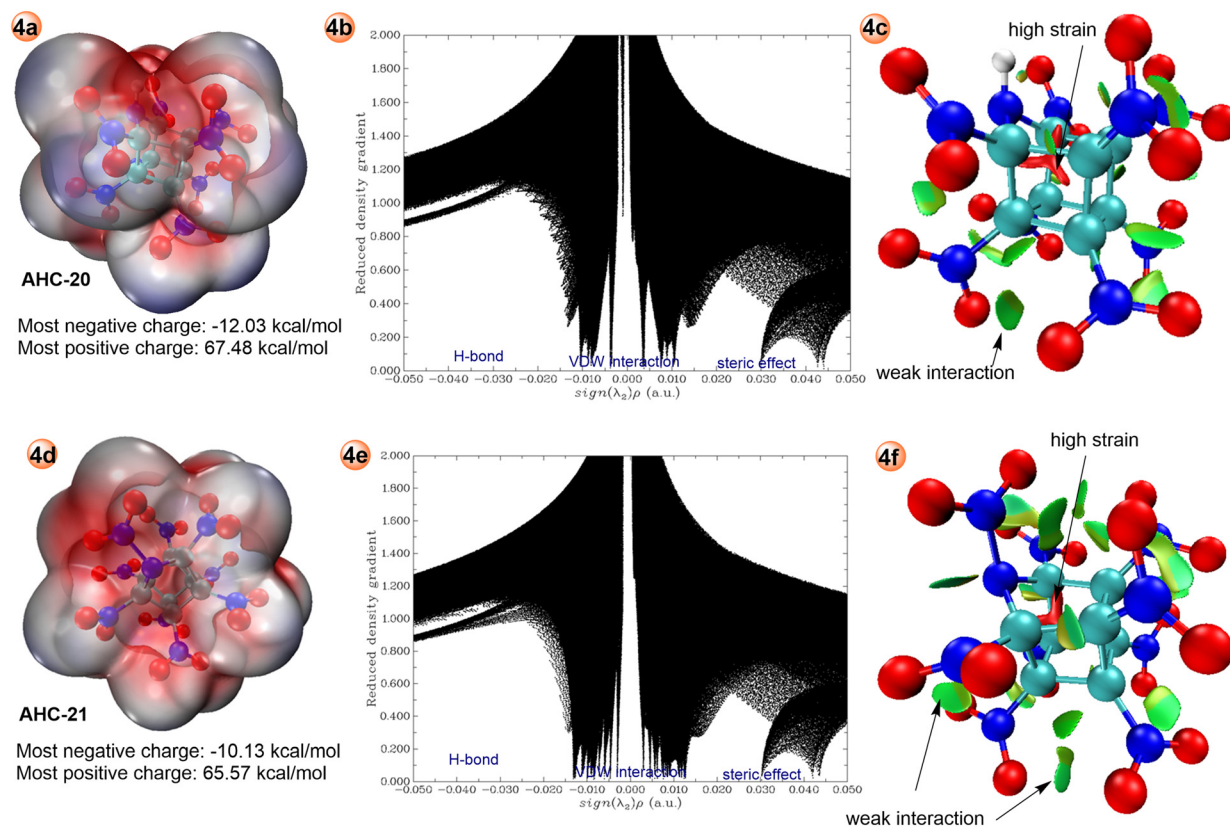 4a
AHC-20
Most negative charge: -12.03 kcal/mol
Most positive charge: 67.48 kcal/mol
4b
Reduced density gradient
2.000
1.800
1.600
1.400
1.200
1.000
0.800
0.600
0.400
0.200
0.000
H-bond
VDW interaction
steric effect
−0.050 −0.040 −0.030 −0.020 −0.010 0.000 0.010 0.020 0.030 0.040 0.050
sign(λ₂)ρ (a.u.)
4c
high strain
weak interaction
4d
AHC-21
Most negative charge: -10.13 kcal/mol
Most positive charge: 65.57 kcal/mol
4e
Reduced density gradient
2.000
1.800
1.600
1.400
1.200
1.000
0.800
0.600
0.400
0.200
0.000
H-bond
VDW interaction
steric effect
−0.050 −0.040 −0.030 −0.020 −0.010 0.000 0.010 0.020 0.030 0.040 0.050
sign(λ₂)ρ (a.u.)
4f
high strain
weak interaction